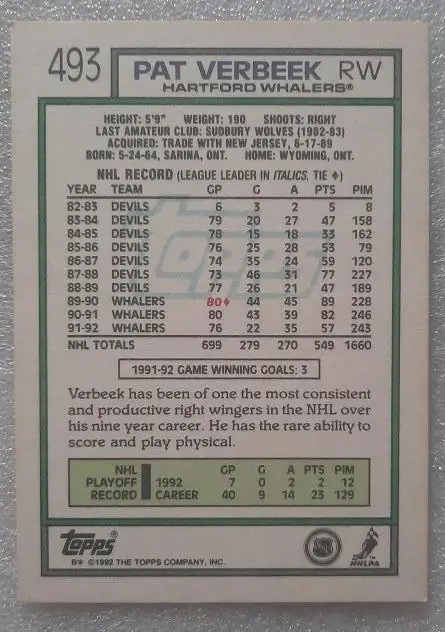 493 PAT VERBEEK RW
HARTFORD WHALERS®
HEIGHT: 5'9" WEIGHT: 190 SHOOTS: RIGHT
LAST AMATEUR CLUB: SUDBURY WOLVES (1982-83)
ACQUIRED: TRADE WITH NEW JERSEY, 6-17-89
BORN: 5-24-64, SARINA, ONT. HOME: WYOMING, ONT.
NHL RECORD (LEAGUE LEADER IN ITALICS, TIE ♦)
YEAR TEAM GP G A PTS PIM
82-83 DEVILS 6 3 2 5 8
83-84 DEVILS 79 20 27 47 158
84-85 DEVILS 78 15 18 33 162
85-86 DEVILS 76 25 28 53 79
86-87 DEVILS 74 35 24 59 120
87-88 DEVILS 73 46 31 77 227
88-89 DEVILS 77 26 21 47 189
89-90 WHALERS 80♦ 44 45 89 228
90-91 WHALERS 80 43 39 82 246
91-92 WHALERS 76 22 35 57 243
NHL TOTALS 699 279 270 549 1660
Topps
1991-92 GAME WINNING GOALS: 3
Verbeek has been of one the most consistent
and productive right wingers in the NHL over
his nine year career. He has the rare ability to
score and play physical.
NHL GP G A PTS PIM
PLAYOFF 1992 7 0 2 2 12
RECORD CAREER 40 9 14 23 129
Topps®
B* ©1992 THE TOPPS COMPANY, INC.
NHL
NHLPA